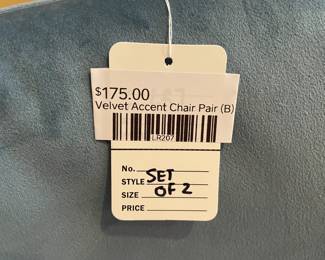 $175.00
Velvet Accent Chair Pair (B)
LR207
No.
STYLE SET
SIZE OF 2
PRICE